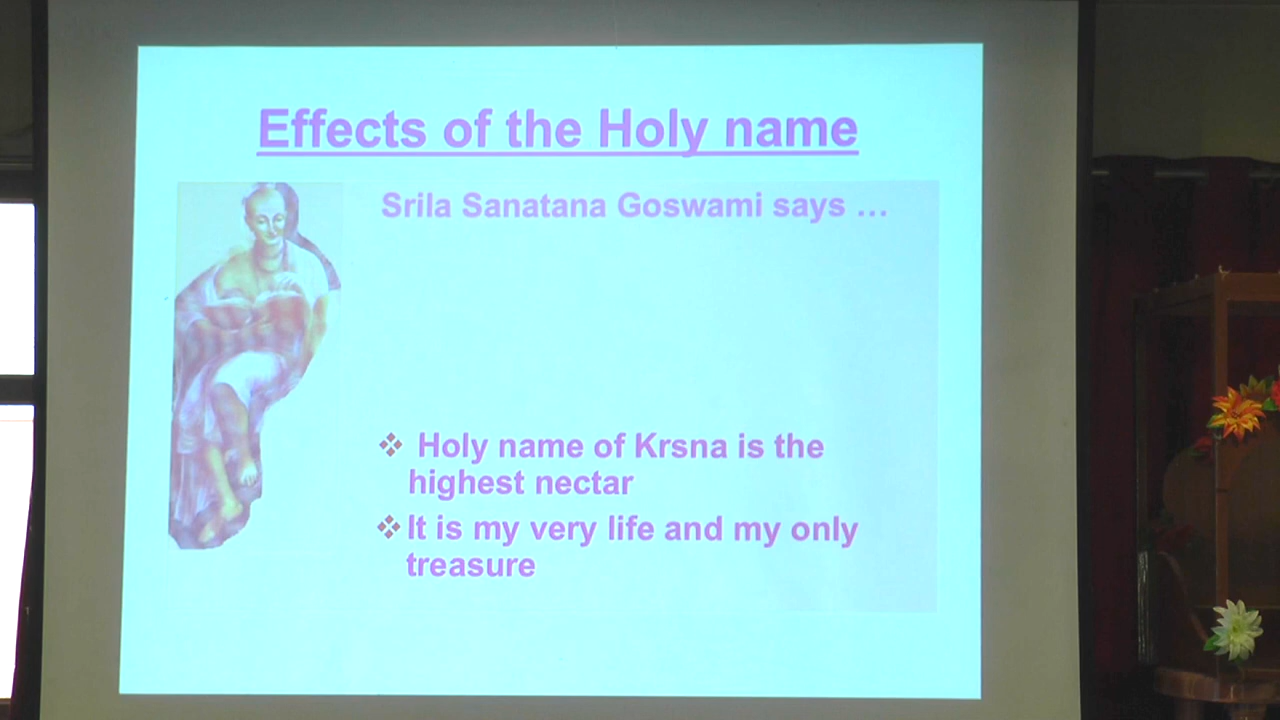 Effects of the Holy name
Srila Sanatana Goswami says ...
❖ Holy name of Krsna is the
highest nectar
❖ It is my very life and my only
treasure